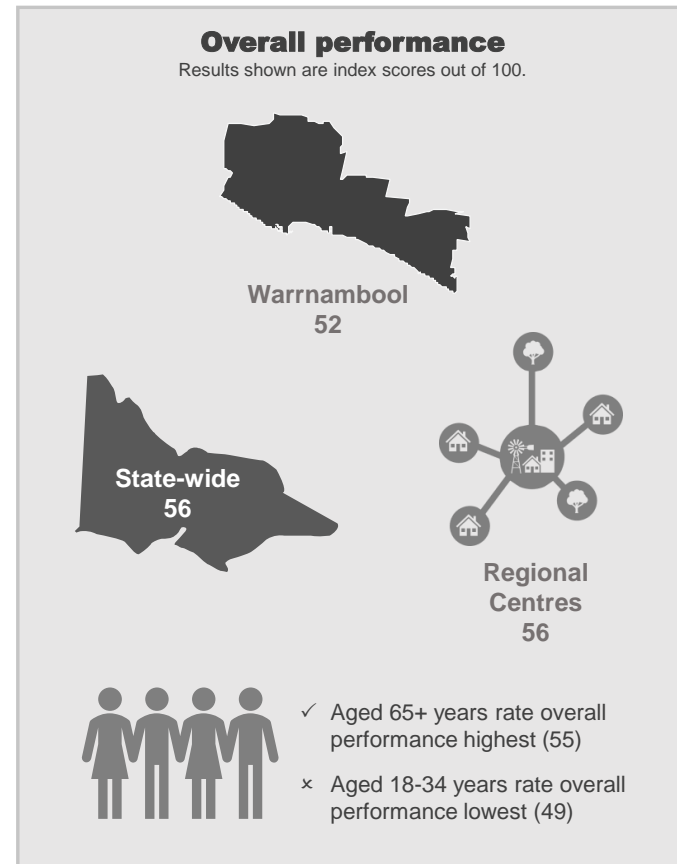 Overall performance
Results shown are index scores out of 100.
Warrnambool
52
State-wide
56
Regional
Centres
56
✓ Aged 65+ years rate overall
performance highest (55)
× Aged 18-34 years rate overall
performance lowest (49)